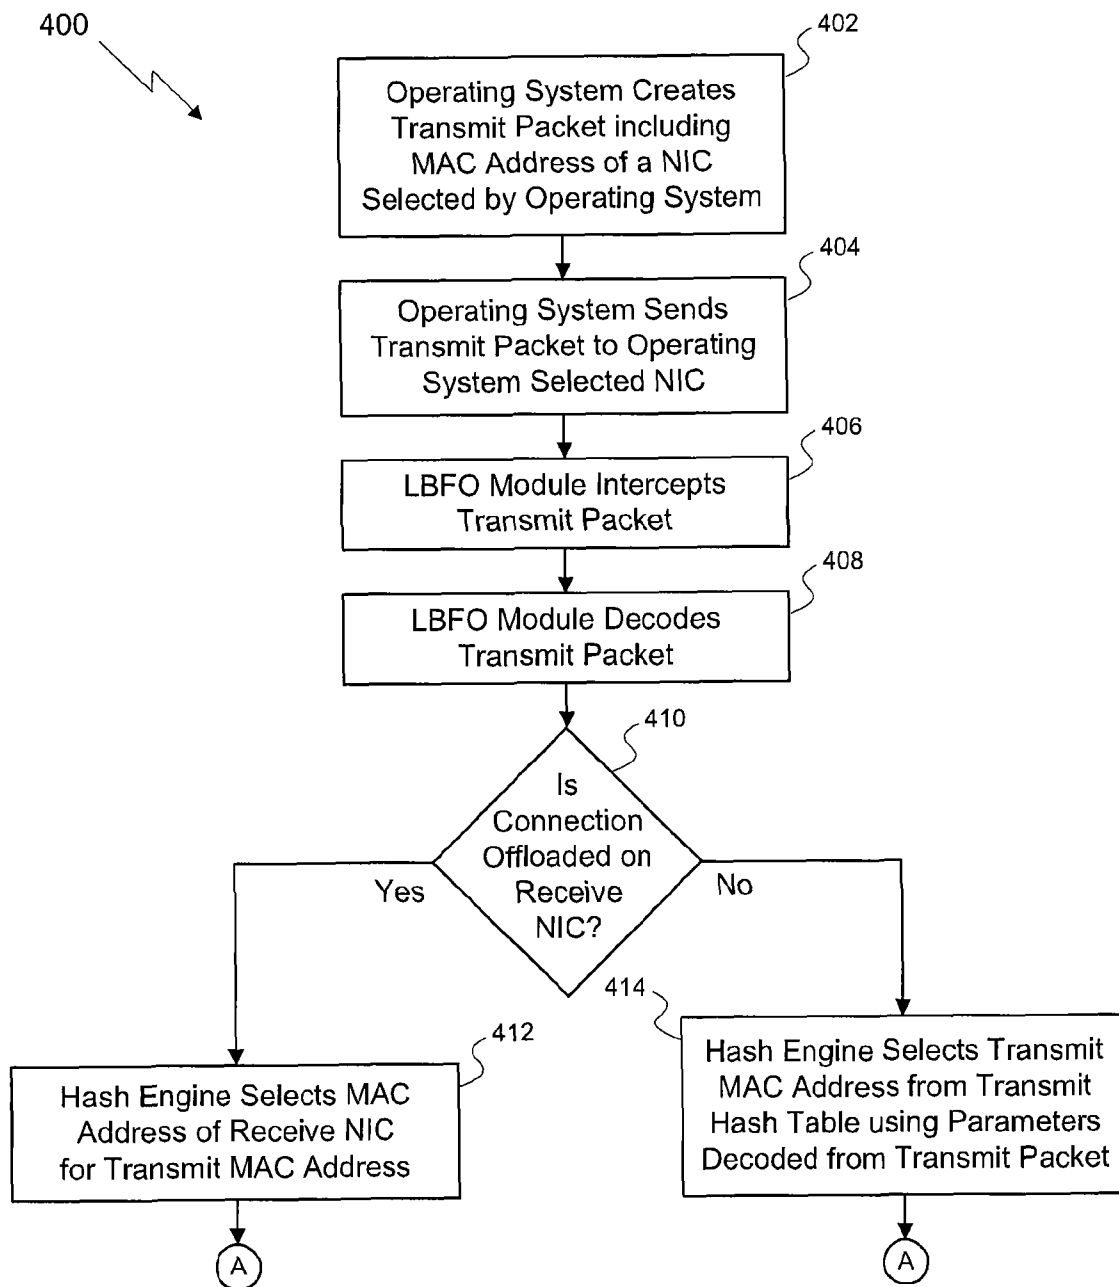 400
402
Operating System Creates
Transmit Packet including
MAC Address of a NIC
Selected by Operating System
404
Operating System Sends
Transmit Packet to Operating
System Selected NIC
406
LBFO Module Intercepts
Transmit Packet
408
LBFO Module Decodes
Transmit Packet
410
Is
Connection
Offloaded on
Receive
NIC?
Yes
No
412
Hash Engine Selects MAC
Address of Receive NIC
for Transmit MAC Address
414
Hash Engine Selects Transmit
MAC Address from Transmit
Hash Table using Parameters
Decoded from Transmit Packet
A
A